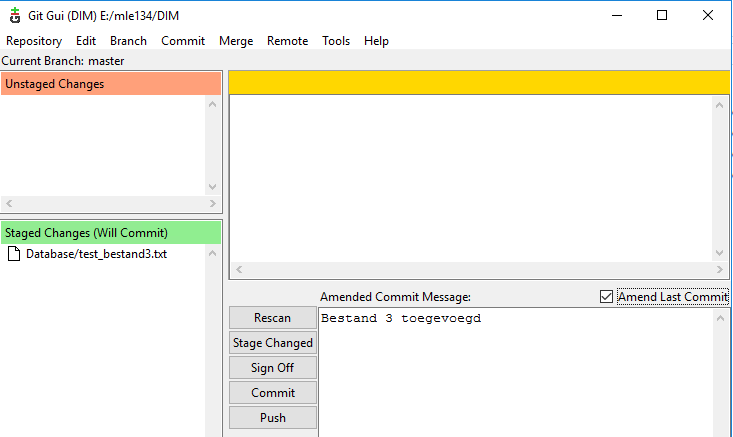 Git Gui (DIM) E:/mle134/DIM
Repository Edit Branch Commit Merge Remote Tools Help
Current Branch: master
Unstaged Changes
Staged Changes (Will Commit)
Database/test_bestand3.txt
Amended Commit Message:
Amend Last Commit
Rescan
Stage Changed
Sign Off
Commit
Push
Bestand 3 toegevoegd